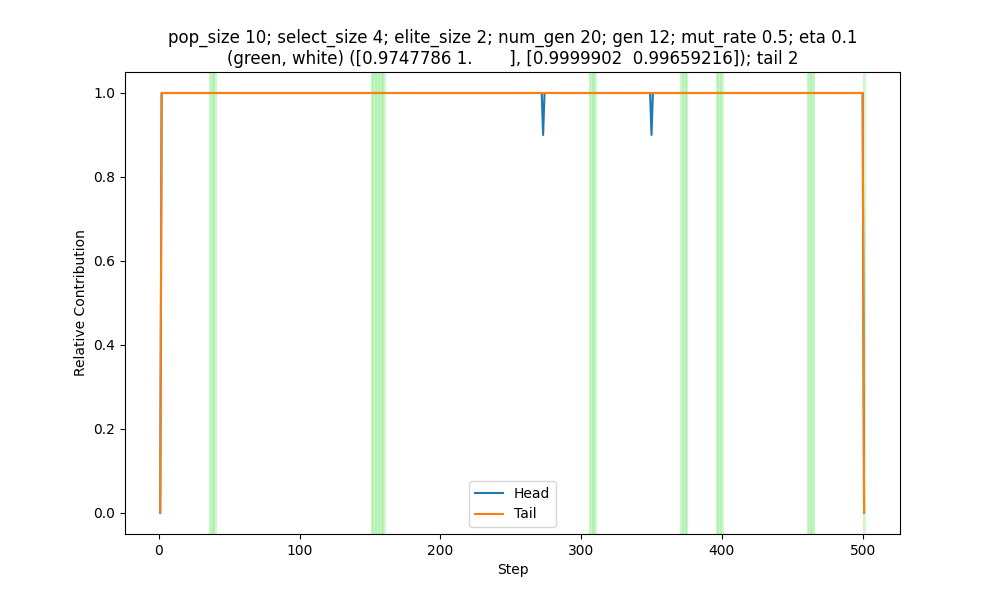 pop_size 10; select_size 4; elite_size 2; num_gen 20; gen 12; mut_rate 0.5; eta 0.1
(green, white) ([0.9747786 1.       ], [0.9999902  0.99659216]); tail 2
1.0
0.8
0.6
0.4
0.2
0.0
Relative Contribution
Head
Tail
0
100
200
300
400
500
Step